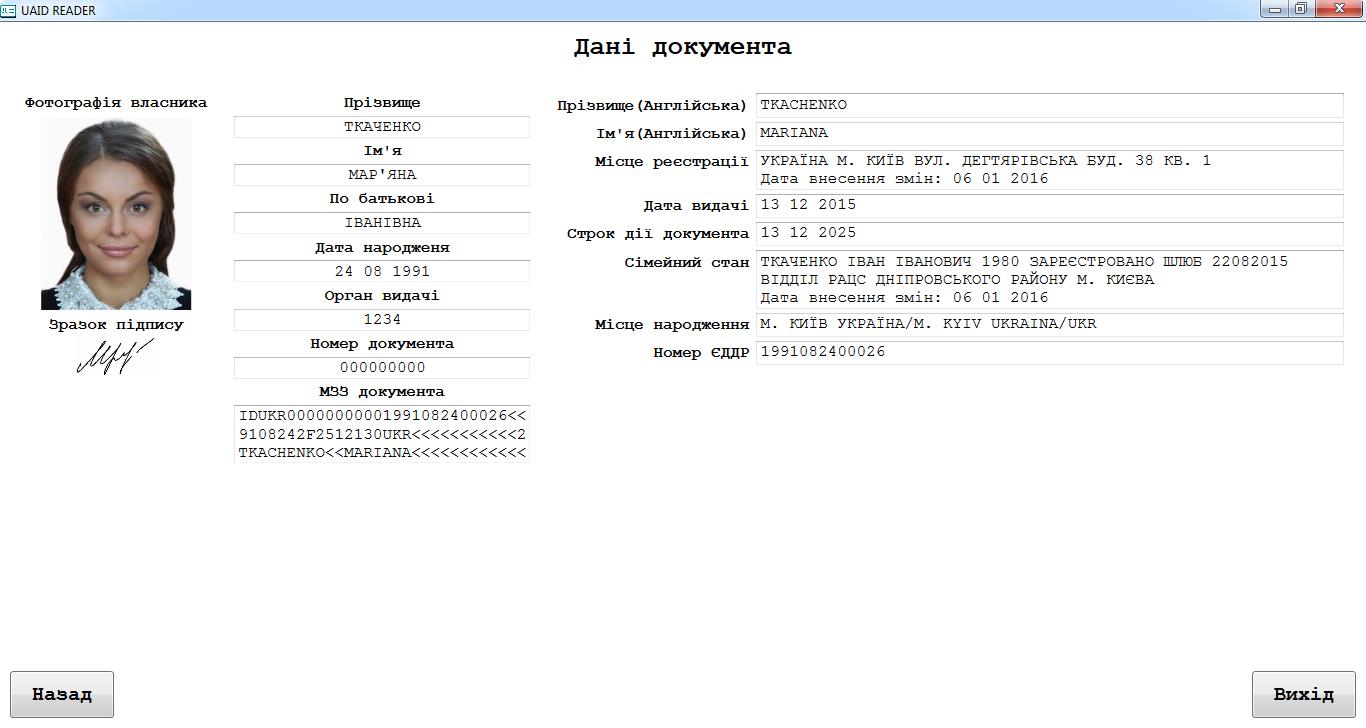 UAID READER
Дані документа
Фотографія власника
Зразок підпису
Прізвище
ТКАЧЕНКО
Ім'я
МАР'ЯНА
По батькові
ІВАНІВНА
Дата народженя
24 08 1991
Орган видачі
1234
Номер документа
000000000
МЗЗ документа
IDUKR00000000001991082400026<<
9108242F2512130UKR<<<<<<<<<<<2
TKACHENKO<<MARIANA<<<<<<<<<<<<
Прізвище(Англійська) TKACHENKO
Ім'я(Англійська) MARIANA
Місце реєстрації УКРАЇНА М. КИЇВ ВУЛ. ДЕГТЯРІВСЬКА БУД. 38 КВ. 1
Дата внесення змін: 06 01 2016
Дата видачі 13 12 2015
Строк дії документа 13 12 2025
Сімейний стан ТКАЧЕНКО ІВАН ІВАНОВИЧ 1980 ЗАРЕЄСТРОВАНО ШЛЮБ 22082015
ВІДДІЛ РАЦС ДНІПРОВСЬКОГО РАЙОНУ М. КИЄВА
Дата внесення змін: 06 01 2016
Місце народження М. КИЇВ УКРАЇНА/M. KYIV UKRAINA/UKR
Номер ЄДДР 1991082400026
Назад
Вихід